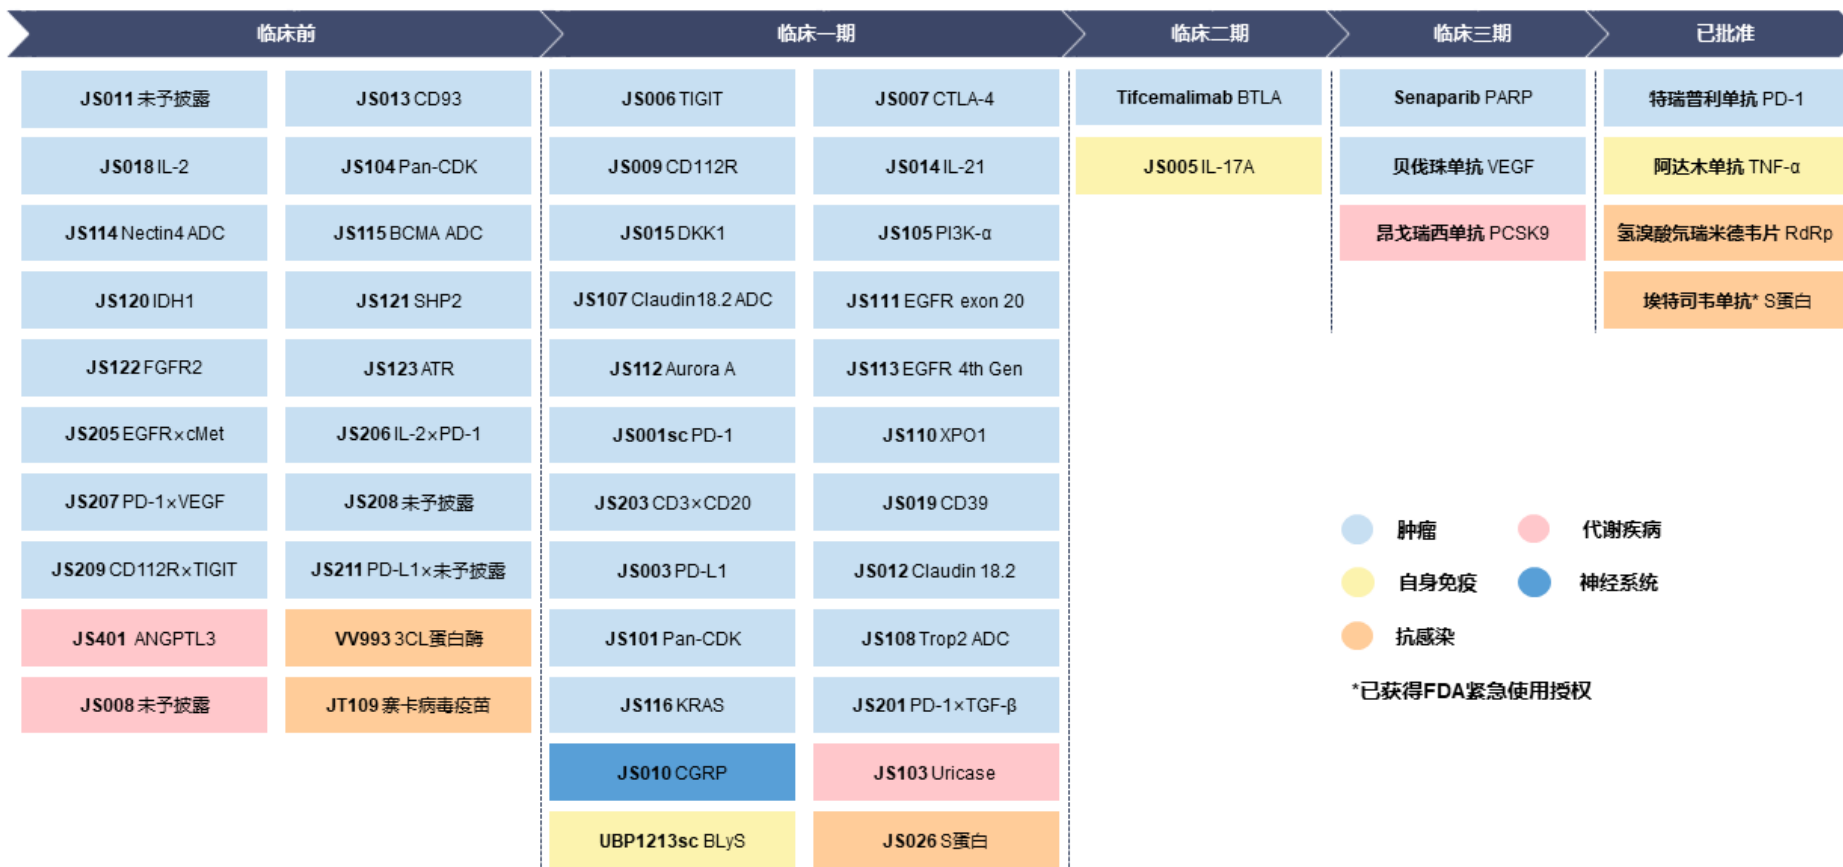 临床前
临床一期
临床二期
临床三期
已批准
JS011 未予披露
JS013 CD93
JS006 TIGIT
JS007 CTLA-4
Tifcemalimab BTLA
Senaparib PARP
特瑞普利单抗 PD-1
JS018 IL-2
JS104 Pan-CDK
JS009 CD112R
JS014 IL-21
JS005 IL-17A
贝伐珠单抗 VEGF
阿达木单抗 TNF-α
JS114 Nectin4 ADC
JS115 BCMA ADC
JS015 DKK1
JS105 PI3K-α
昂戈瑞西单抗 PCSK9
氢溴酸氘瑞米德韦片 RdRp
JS120 IDH1
JS121 SHP2
JS107 Claudin18.2 ADC
JS111 EGFR exon 20
埃特司韦单抗* S蛋白
JS122 FGFR2
JS123 ATR
JS112 Aurora A
JS113 EGFR 4th Gen
JS205 EGFR×cMet
JS206 IL-2×PD-1
JS001sc PD-1
JS110 XPO1
JS207 PD-1×VEGF
JS208 未予披露
JS203 CD3×CD20
JS019 CD39
JS209 CD112R×TIGIT
JS211 PD-L1×未予披露
JS003 PD-L1
JS012 Claudin 18.2
JS401 ANGPTL3
VV993 3CL蛋白酶
JS101 Pan-CDK
JS108 Trop2 ADC
JS008 未予披露
JT109 寨卡病毒疫苗
JS116 KRAS
JS201 PD-1×TGF-β
JS010 CGRP
JS103 Uricase
UBP1213sc BLyS
JS026 S蛋白
肿瘤
代谢疾病
自身免疫
神经系统
抗感染
*已获得FDA紧急使用授权